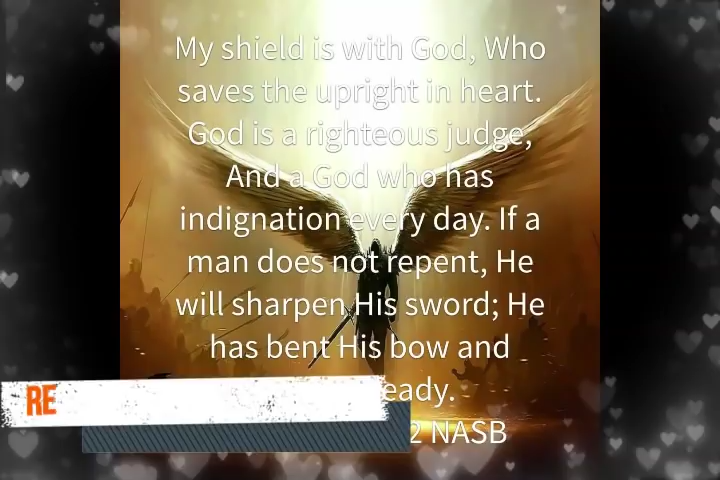 My shield is with God, Who
saves the upright in heart.
God is a righteous judge,
And a God who has
indignation every day. If a
man does not repent, He
will sharpen His sword; He
has bent His bow and
eady.
2 NASB
RE